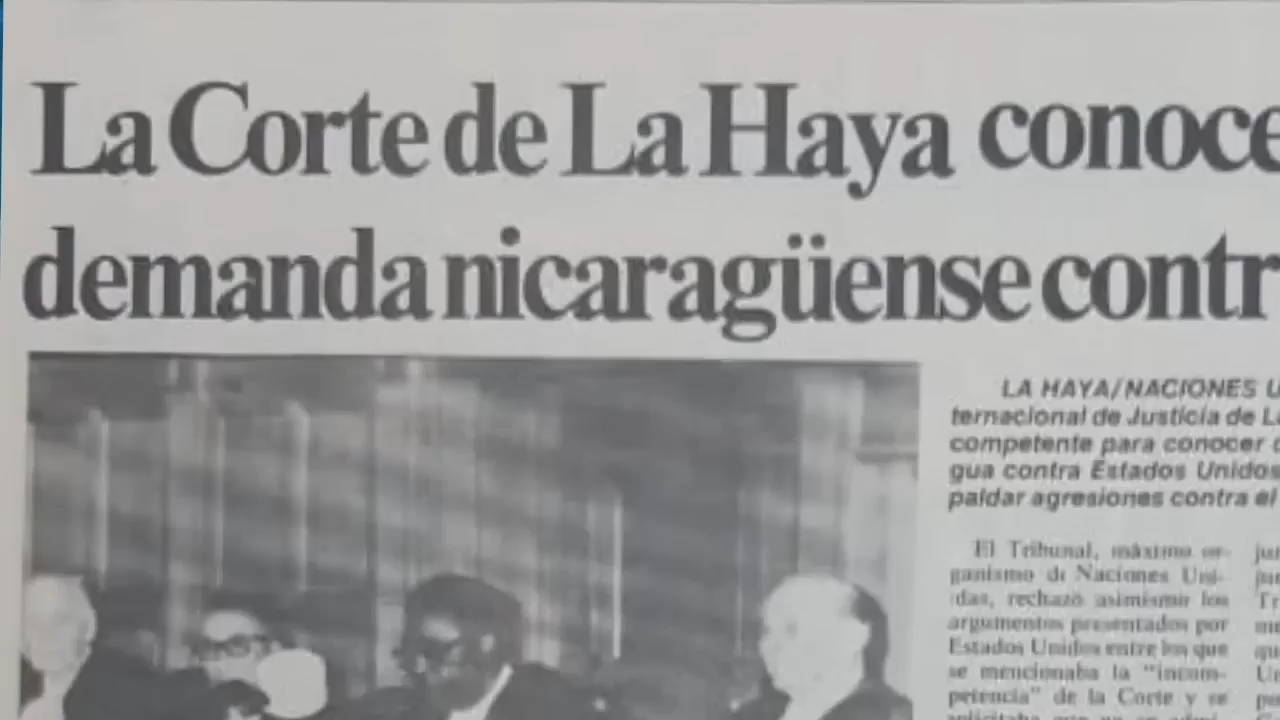 La Corte de La Haya conoce
demanda nicaragüense contr
LA HAYA/NACIONES U
ternacional de Justicia de L
competente para conocer
gua contra Estados Unidos
paldar agresiones contra el
El Tribunal, máximo or-
ganismo de Naciones Uni-
das, rechazó asimismo los
argumentos presentados por
Estados Unidos entre los que
se mencionaba la "incom-
petencia" de la Corte y se